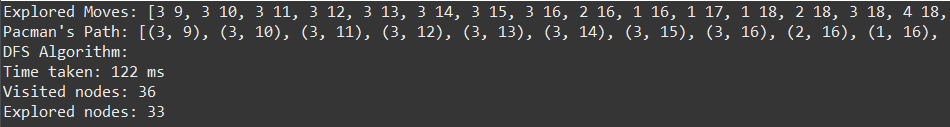 Explored Moves: [3 9, 3 10, 3 11, 3 12, 3 13, 3 14, 3 15, 3 16, 2 16, 1 16, 1 17, 1 18, 2 18, 3 18, 4 18,
Pacman's Path: [(3, 9), (3, 10), (3, 11), (3, 12), (3, 13), (3, 14), (3, 15), (3, 16), (2, 16), (1, 16),
DFS Algorithm:
Time taken: 122 ms
Visited nodes: 36
Explored nodes: 33